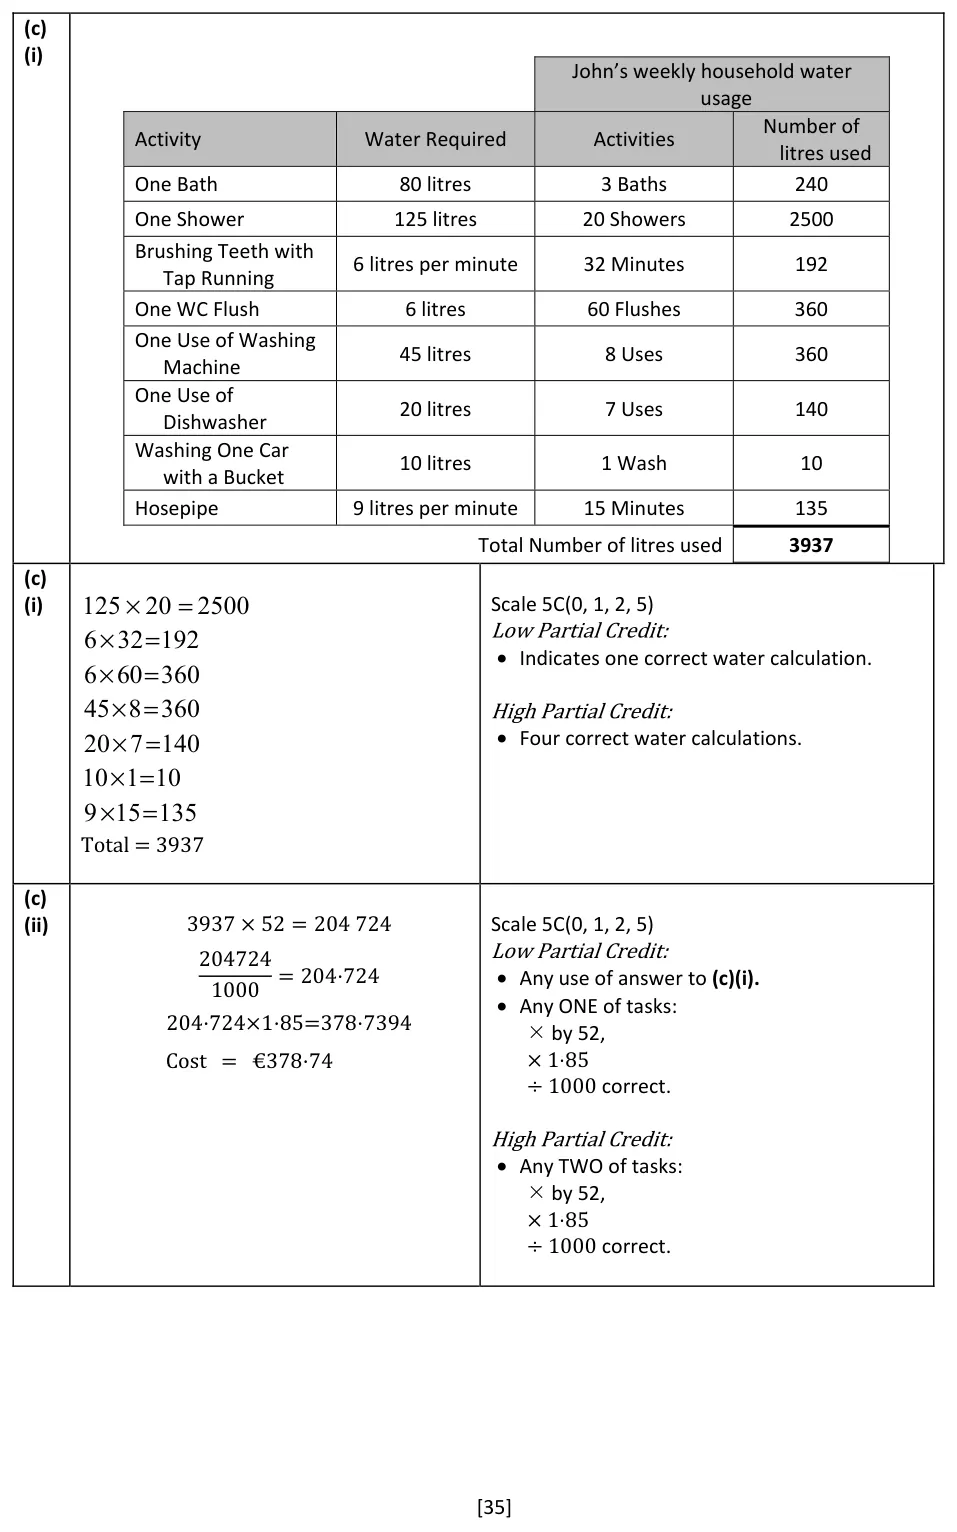 (c)
(i)
John’s weekly household water
usage
Activity Water Required Activities Number of
litres used
One Bath 80 litres 3 Baths 240
One Shower 125 litres 20 Showers 2500
Brushing Teeth with
Tap Running 6 litres per minute 32 Minutes 192
One WC Flush 6 litres 60 Flushes 360
One Use of Washing
Machine 45 litres 8 Uses 360
One Use of
Dishwasher 20 litres 7 Uses 140
Washing One Car
with a Bucket 10 litres 1 Wash 10
Hosepipe 9 litres per minute 15 Minutes 135
Total Number of litres used 3937
(c)
(i)
125 × 20 = 2500
6×32=192
6×60=360
45×8=360
20×7=140
10×1=10
9×15=135
Total = 3937
Scale 5C(0, 1, 2, 5)
Low Partial Credit:
• Indicates one correct water calculation.
High Partial Credit:
• Four correct water calculations.
(c)
(ii)
3937 × 52 = 204 724
204724
1000
= 204·724
204·724×1·85=378·7394
Cost = €378·74
Scale 5C(0, 1, 2, 5)
Low Partial Credit:
• Any use of answer to (c)(i).
• Any ONE of tasks:
× by 52,
× 1·85
÷ 1000 correct.
High Partial Credit:
• Any TWO of tasks:
× by 52,
× 1·85
÷ 1000 correct.
[35]